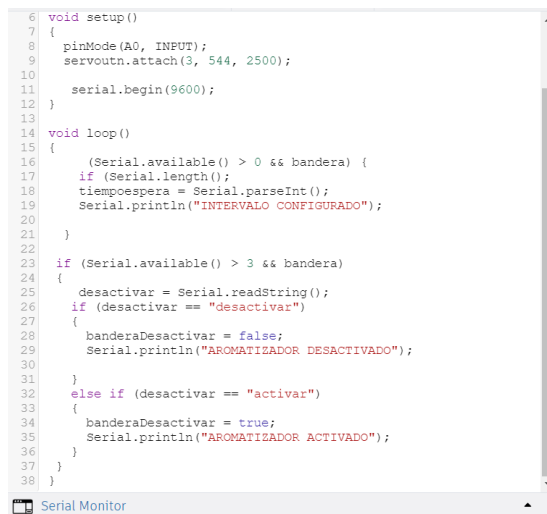 6 void setup()
7 {
8   pinMode(A0, INPUT);
9   servoutn.attach(3, 544, 2500);
10
11    serial.begin(9600);
12 }
13
14 void loop()
15 {
16      (Serial.available() > 0 && bandera) {
17     if (Serial.length();
18     tiempoespera = Serial.parseInt();
19     Serial.println("INTERVALO CONFIGURADO");
20
21   }
22
23  if (Serial.available() > 3 && bandera)
24  {
25     desactivar = Serial.readString();
26    if (desactivar == "desactivar")
27    {
28      banderaDesactivar = false;
29      Serial.println("AROMATIZADOR DESACTIVADO");
30
31    }
32    else if (desactivar == "activar")
33    {
34      banderaDesactivar = true;
35      Serial.println("AROMATIZADOR ACTIVADO");
36    }
37  }
38 }
Serial Monitor